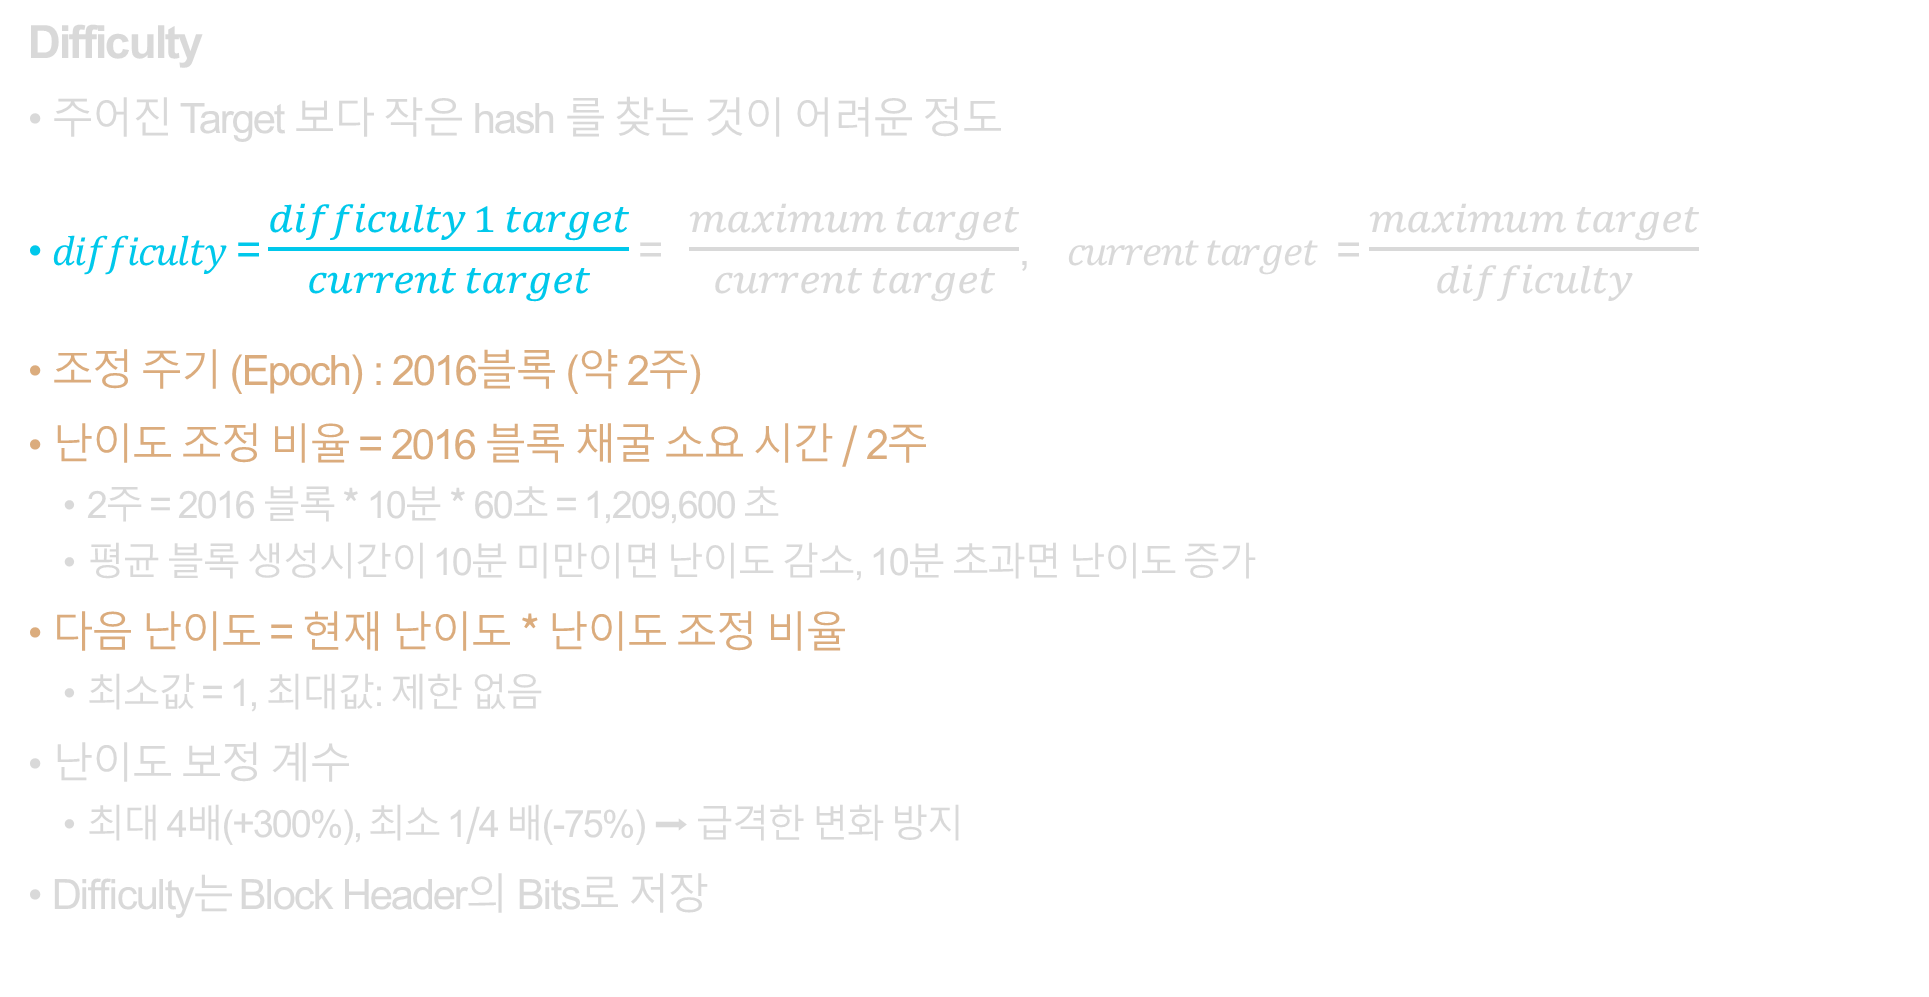 Difficulty
• 주어진 Target 보다 작은 hash 를 찾는 것이 어려운 정도
• difficulty = difficulty 1 target / current target = maximum target / current target, current target = maximum target / difficulty
• 조정 주기 (Epoch) : 2016블록 (약 2주)
• 난이도 조정 비율 = 2016 블록 채굴 소요 시간 / 2주
• 2주 = 2016 블록 * 10분 * 60초 = 1,209,600 초
• 평균 블록 생성시간이 10분 미만이면 난이도 감소, 10분 초과면 난이도 증가
• 다음 난이도 = 현재 난이도 * 난이도 조정 비율
• 최소값 = 1, 최대값: 제한 없음
• 난이도 보정 계수
• 최대 4배(+300%), 최소 1/4 배(-75%) ➞ 급격한 변화 방지
• Difficulty는 Block Header의 Bits로 저장